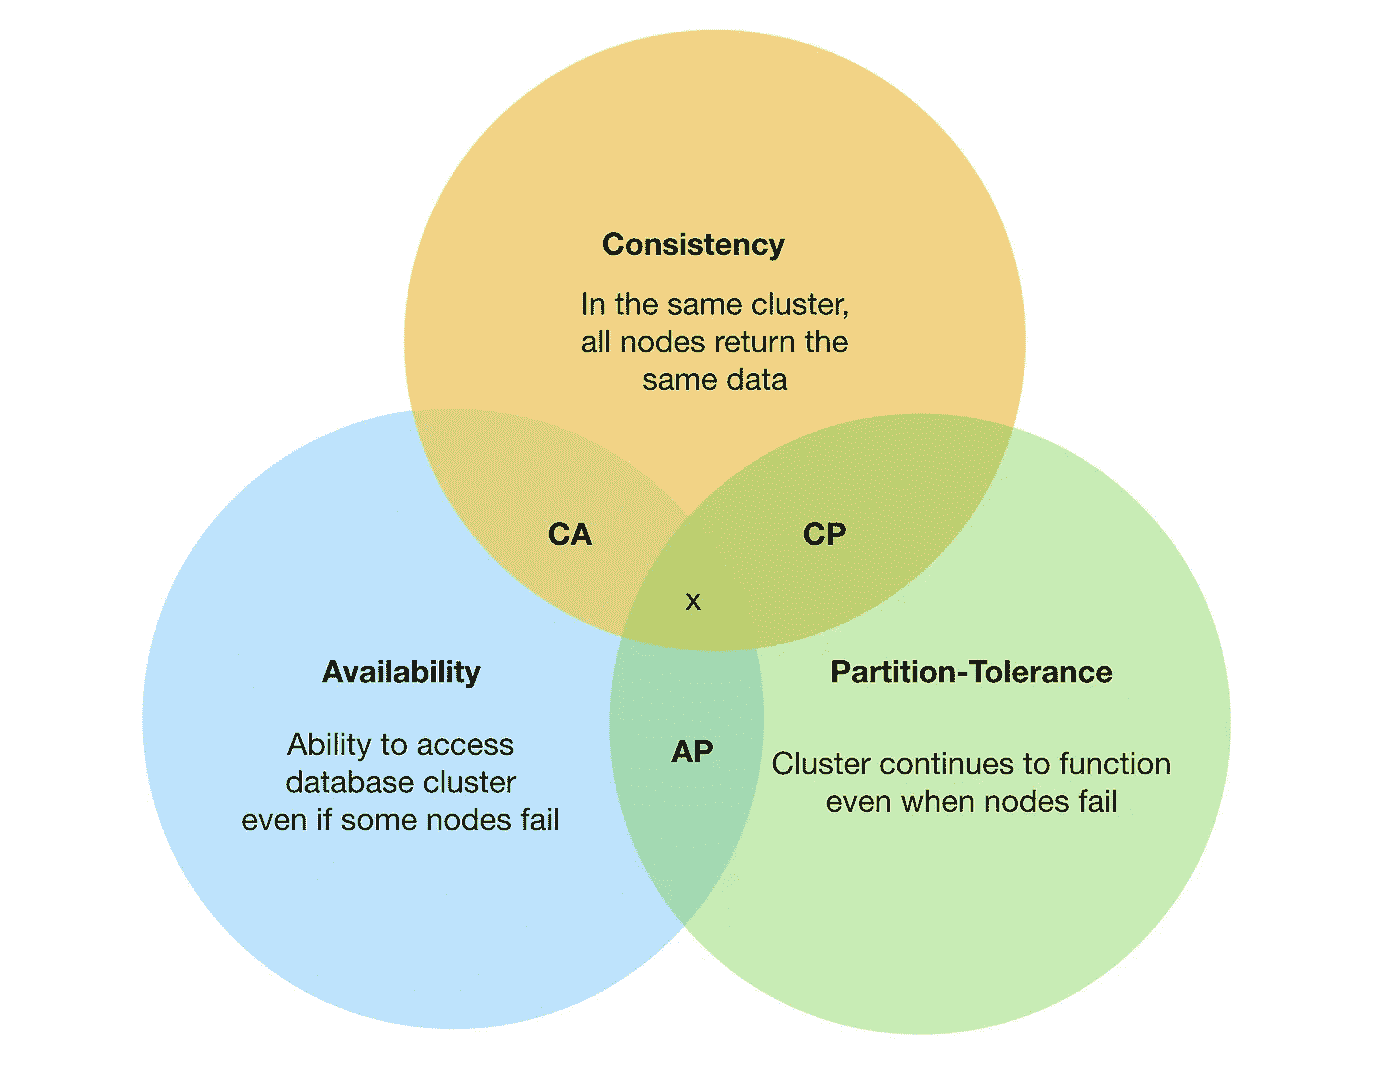 Consistency
In the same cluster,
all nodes return the
same data
CA
CP
x
Availability
Ability to access
database cluster
even if some nodes fail
AP
Partition-Tolerance
Cluster continues to function
even when nodes fail